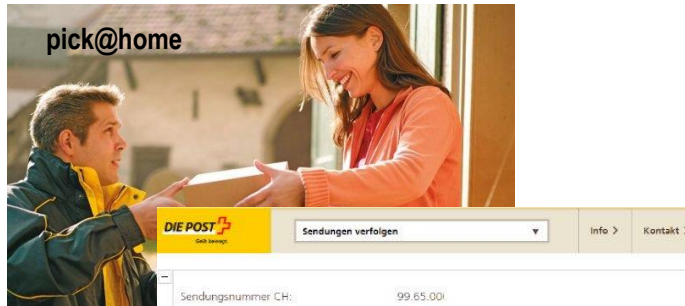 pick@home
DIE POST
Gelb bewegt.
Sendungen verfolgen
Info >
Kontakt
Sendungsnummer CH: 99.65.00